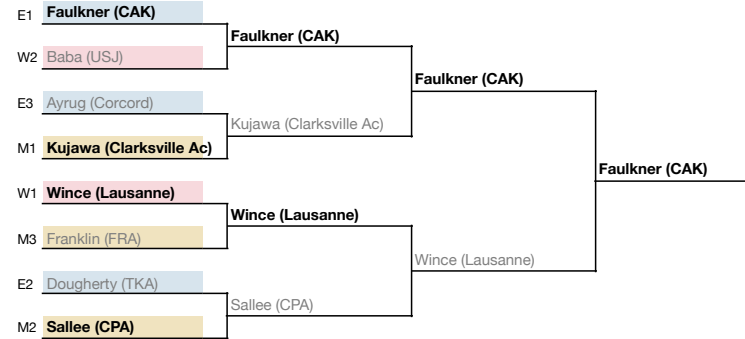 E1 Faulkner (CAK)
Faulkner (CAK)
W2 Baba (USJ)
Faulkner (CAK)
E3 Ayrug (Corcord)
Kujawa (Clarksville Ac)
M1 Kujawa (Clarksville Ac)
Faulkner (CAK)
W1 Wince (Lausanne)
Wince (Lausanne)
M3 Franklin (FRA)
Wince (Lausanne)
E2 Dougherty (TKA)
Sallee (CPA)
M2 Sallee (CPA)